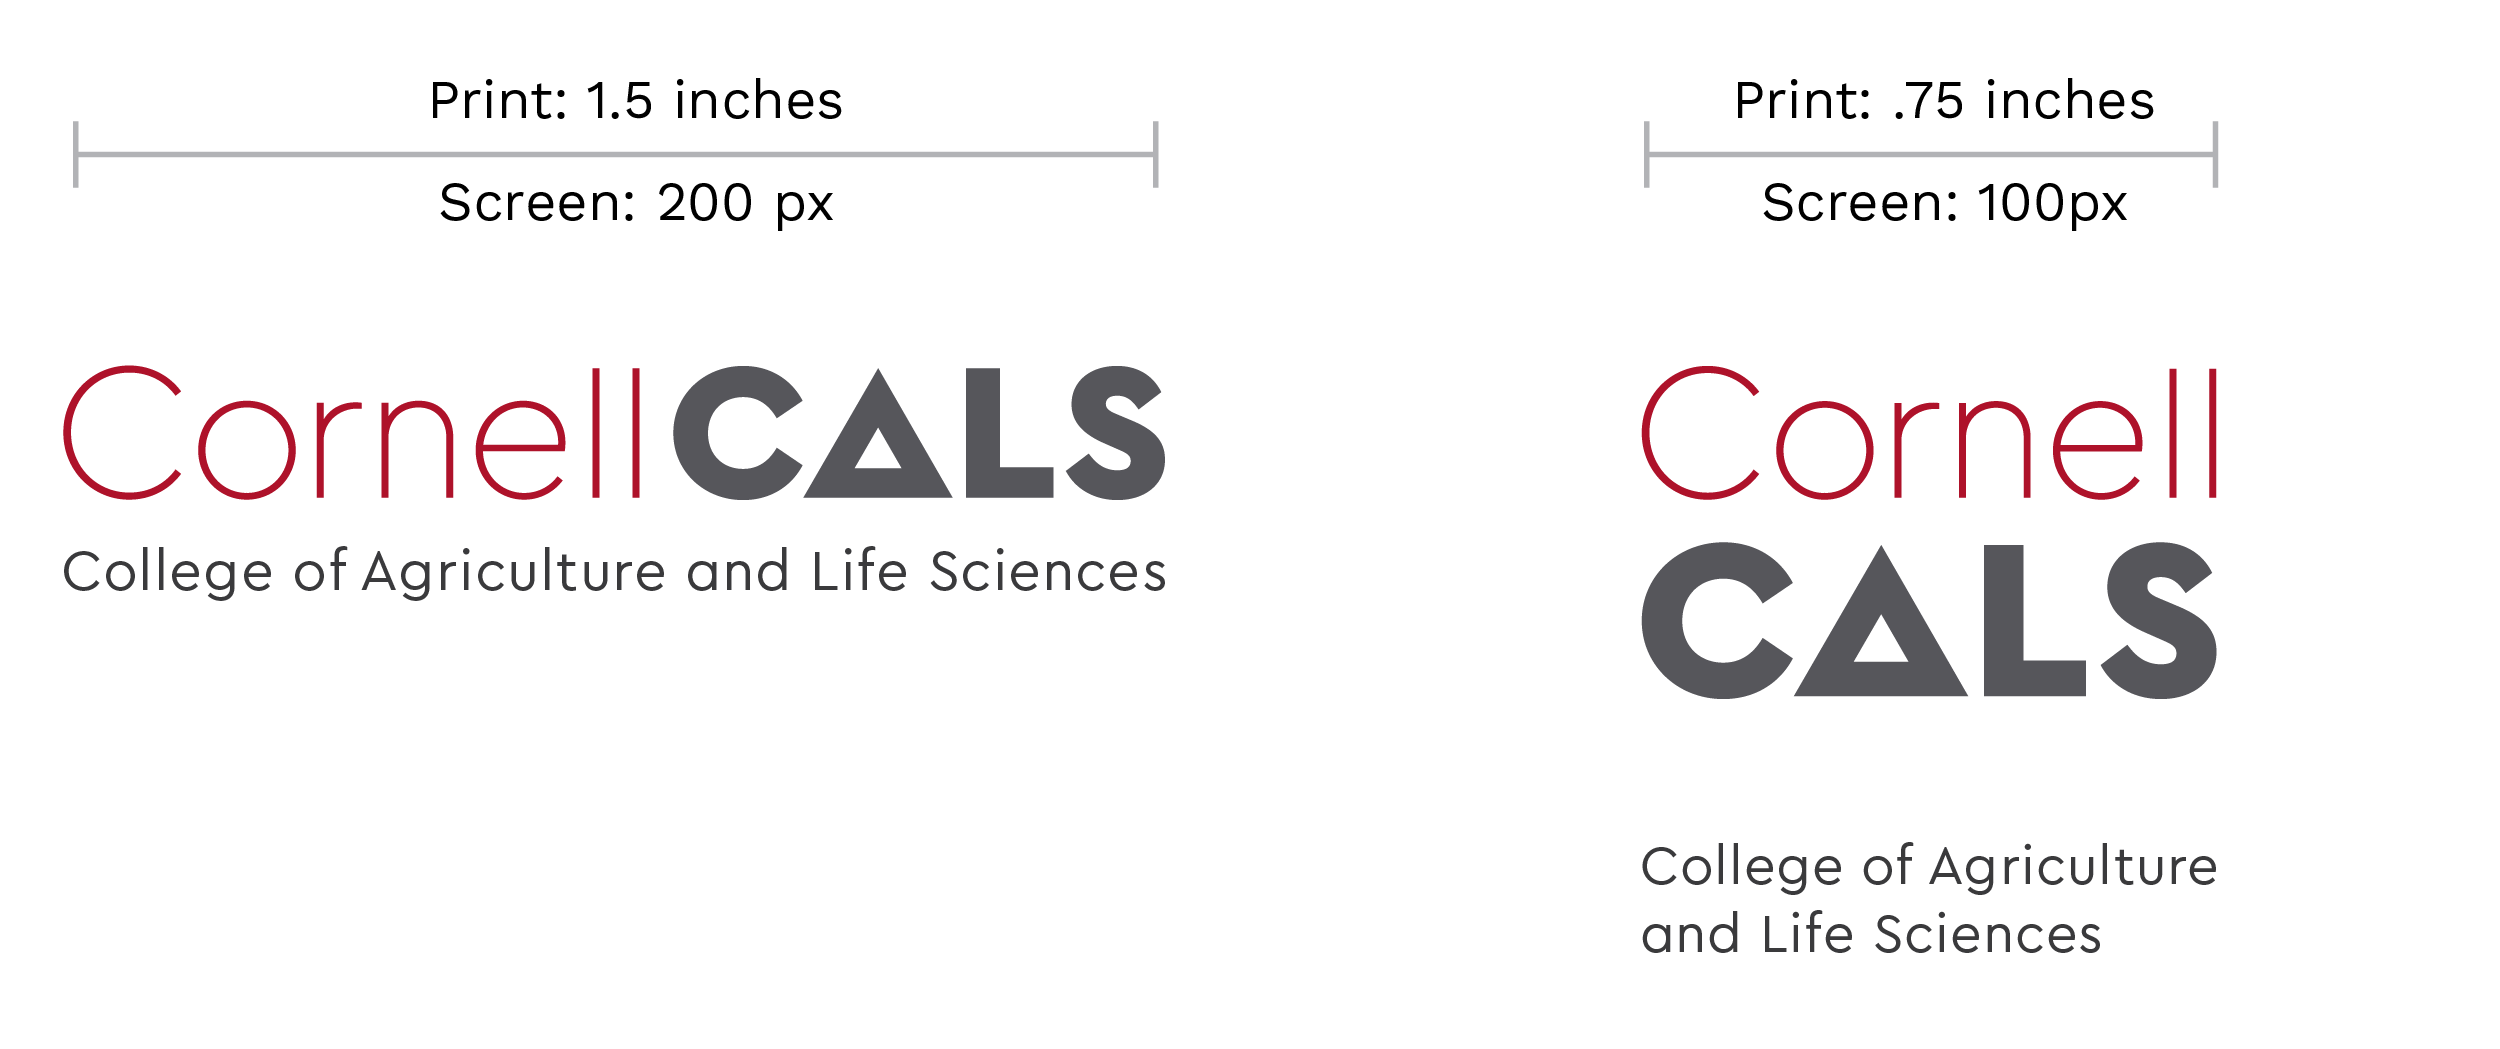 Print: 1.5 inches
Screen: 200 px
CornellCALS
College of Agriculture and Life Sciences
Print: .75 inches
Screen: 100px
Cornell
CALS
College of Agriculture
and Life Sciences